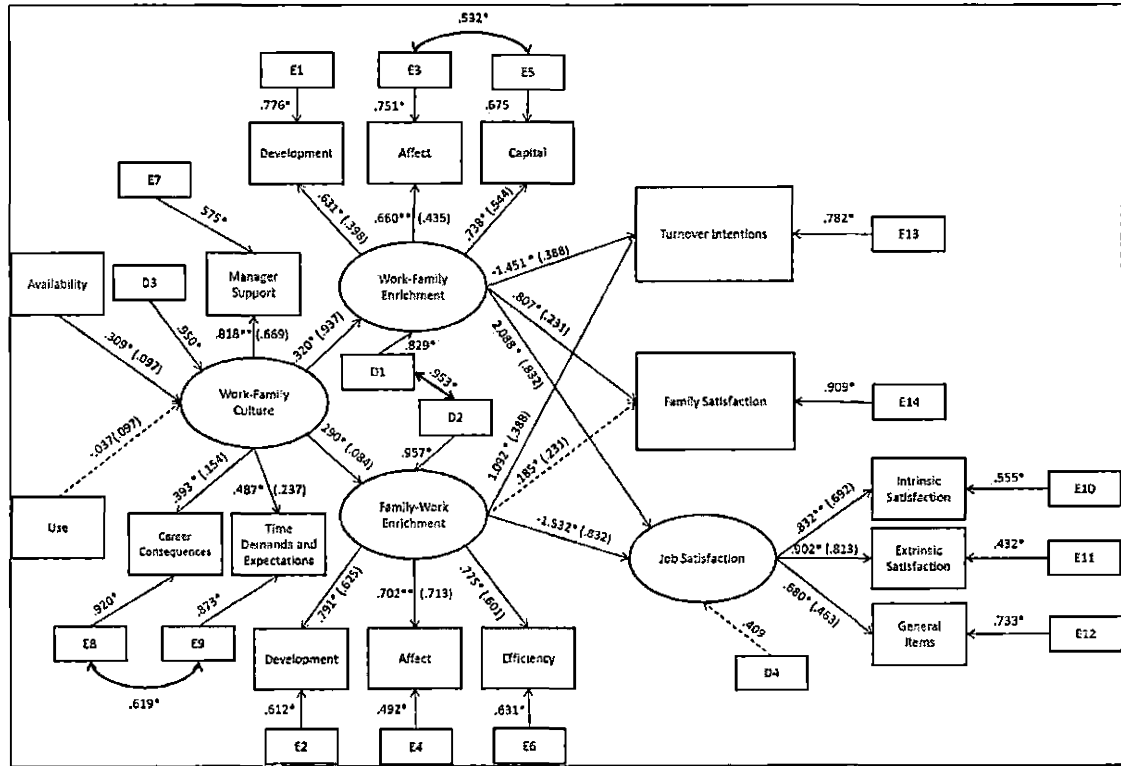 .532*
E1
E3
E5
.776*
.751*
.675
Development
Affect
Capital
E7
.575*
.631* (.398)
.660** (.435)
.738* (.544)
Turnover Intentions
.782*
E13
Availability
D3
Manager
Support
Work-Family
Enrichment
-1.451* (.388)
.807* (.231)
2.088* (.832)
.309* (.097)
.950*
.818** (.669)
.320* (.937)
.829*
D1
.953*
D2
Work-Family
Culture
Family Satisfaction
.909*
E14
-.037(.097)
.290* (.084)
.957*
1.092* (.388)
.185* (.231)
.393* (.154)
.487* (.237)
Use
Career
Consequences
Time
Demands and
Expectations
Family-Work
Enrichment
-1.532* (.832)
Job Satisfaction
.832** (.692)
.902* (.813)
.680* (.463)
Intrinsic
Satisfaction
.555*
E10
Extrinsic
Satisfaction
.432*
E11
General
Items
.733*
E12
.920*
.873*
E8
E9
.619*
.791* (.625)
.702** (.713)
.775* (.601)
.409
D4
Development
Affect
Efficiency
.612*
.492*
.631*
E2
E4
E6